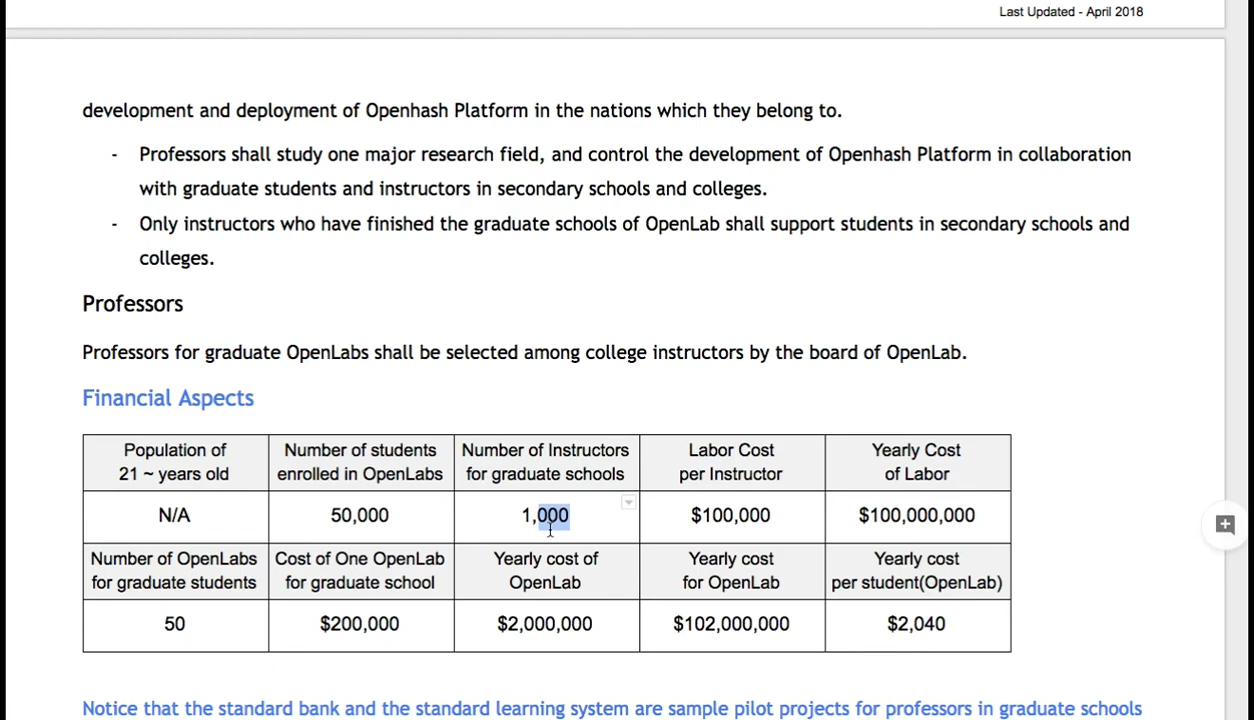 Last Updated - April 2018
development and deployment of Openhash Platform in the nations which they belong to.
- Professors shall study one major research field, and control the development of Openhash Platform in collaboration
with graduate students and instructors in secondary schools and colleges.
- Only instructors who have finished the graduate schools of OpenLab shall support students in secondary schools and
colleges.
Professors
Professors for graduate OpenLabs shall be selected among college instructors by the board of OpenLab.
Financial Aspects
Population of
21 ~ years old
Number of students
enrolled in OpenLabs
Number of Instructors
for graduate schools
Labor Cost
per Instructor
Yearly Cost
of Labor
N/A
50,000
1,000
$100,000
$100,000,000
Number of OpenLabs
for graduate students
Cost of One OpenLab
for graduate school
Yearly cost of
OpenLab
Yearly cost
for OpenLab
Yearly cost
per student(OpenLab)
50
$200,000
$2,000,000
$102,000,000
$2,040
Notice that the standard bank and the standard learning system are sample pilot projects for professors in graduate schools